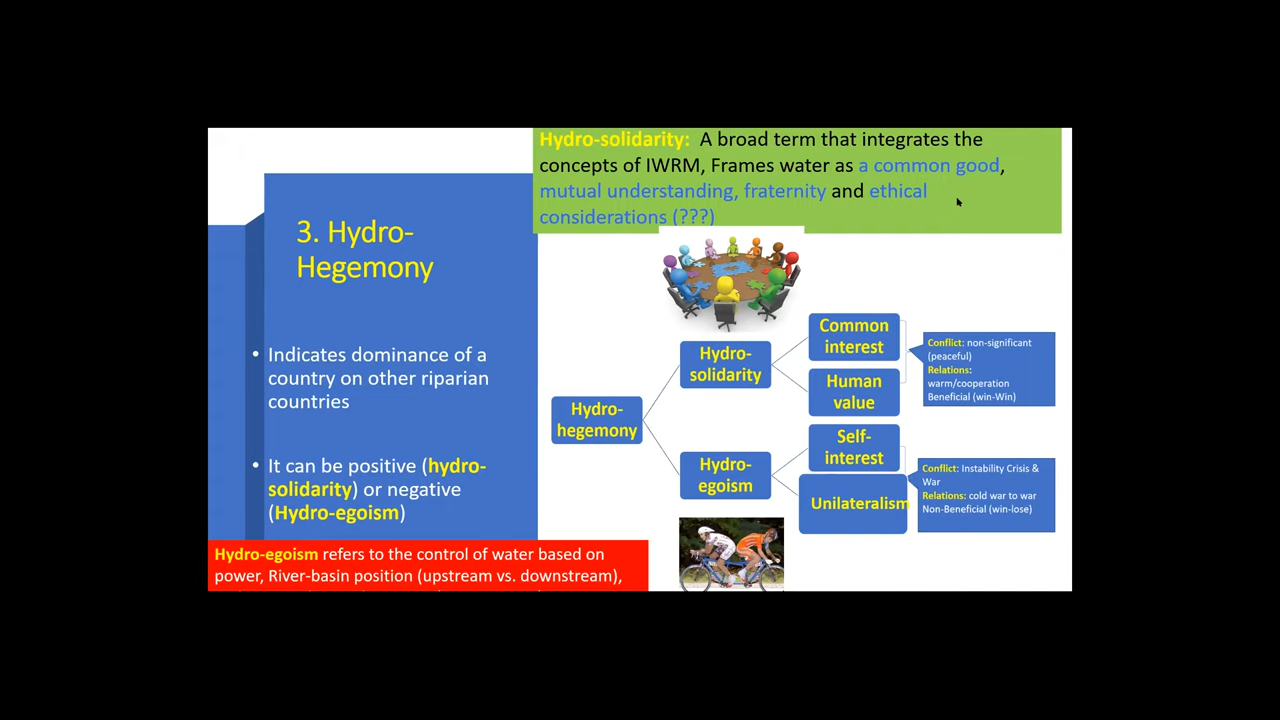 Hydro-solidarity: A broad term that integrates the
concepts of IWRM, Frames water as a common good,
mutual understanding, fraternity and ethical
considerations (???)
3. Hydro-
Hegemony
• Indicates dominance of a
country on other riparian
countries
• It can be positive (hydro-
solidarity) or negative
(Hydro-egoism)
Hydro-egoism refers to the control of water based on
power, River-basin position (upstream vs. downstream),
Hydro-
hegemony
Hydro-
solidarity
Common
interest
Human
value
Conflict: non-significant
(peaceful)
Relations:
warm/cooperation
Beneficial (win-Win)
Hydro-
egoism
Self-
interest
Unilateralism
Conflict: Instability Crisis &
War
Relations: cold war to war
Non-Beneficial (win-lose)